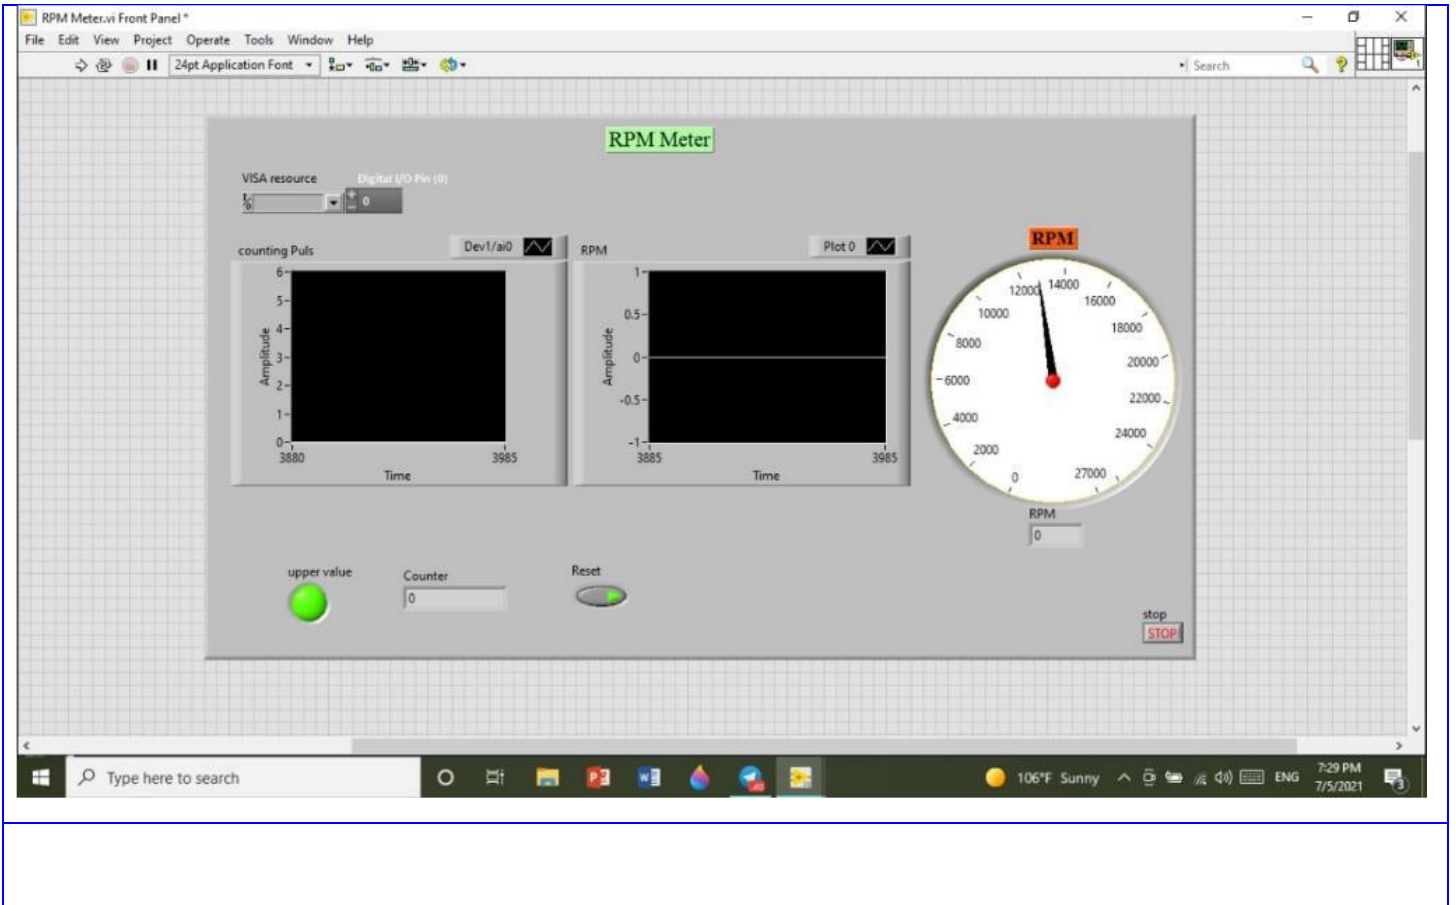 RPM Meter.vi Front Panel *
File Edit View Project Operate Tools Window Help
24pt Application Font
Search
RPM Meter
VISA resource
Digital I/O Pin (0)
0
counting Puls
Dev1/ai0
6
5
4
3
2
1
0
Amplitude
3880
3985
Time
RPM
Plot 0
1
0.5
0
-0.5
-1
Amplitude
3885
3985
Time
RPM
0
2000
4000
6000
8000
10000
12000
14000
16000
18000
20000
22000
24000
27000
RPM
0
upper value
Counter
0
Reset
stop
STOP
Type here to search
106°F Sunny
ENG
7:29 PM
7/5/2021
3